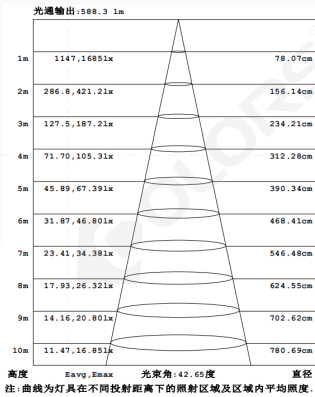 光通输出:588.3 lm
1m 1147,1685lx 78.07cm
2m 286.8,421.2lx 156.14cm
3m 127.5,187.2lx 234.21cm
4m 71.70,105.3lx 312.28cm
5m 45.89,67.39lx 390.34cm
6m 31.87,46.80lx 468.41cm
7m 23.41,34.38lx 546.48cm
8m 17.93,26.32lx 624.55cm
9m 14.16,20.80lx 702.62cm
10m 11.47,16.85lx 780.69cm
高度 Eavg,Emax 光束角:42.65度 直径
注:曲线为灯具在不同投射距离下的照射区域及区域内平均照度.